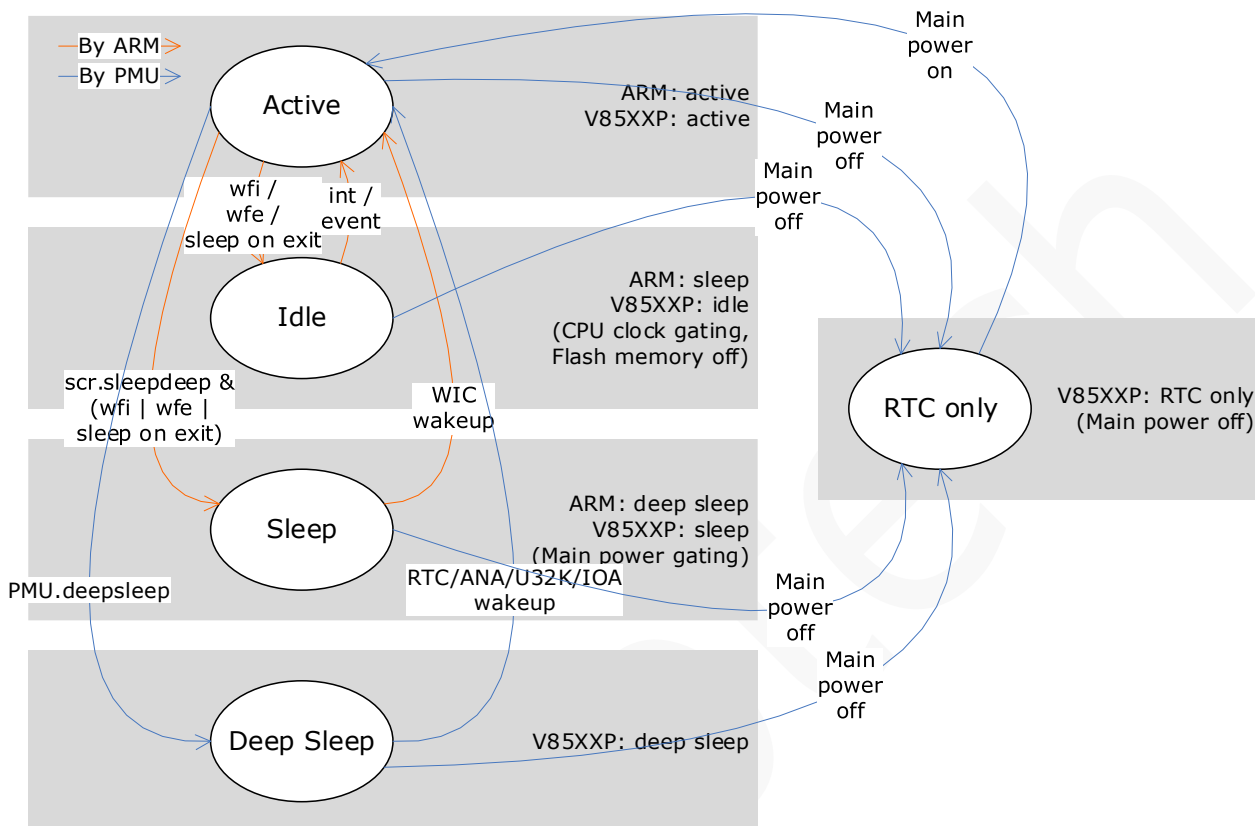 By ARM
By PMU
Active
ARM: active
V85XXP: active
Main
power
on
Main
power
off
Main
power
off
wfi /
wfe /
sleep on exit
int /
event
Idle
ARM: sleep
V85XXP: idle
(CPU clock gating,
Flash memory off)
scr.sleepdeep &
(wfi | wfe |
sleep on exit)
WIC
wakeup
RTC only
V85XXP: RTC only
(Main power off)
Sleep
ARM: deep sleep
V85XXP: sleep
(Main power gating)
PMU.deepsleep
RTC/ANA/U32K/IOA
wakeup
Main
power
off
Main
power
off
Deep Sleep
V85XXP: deep sleep